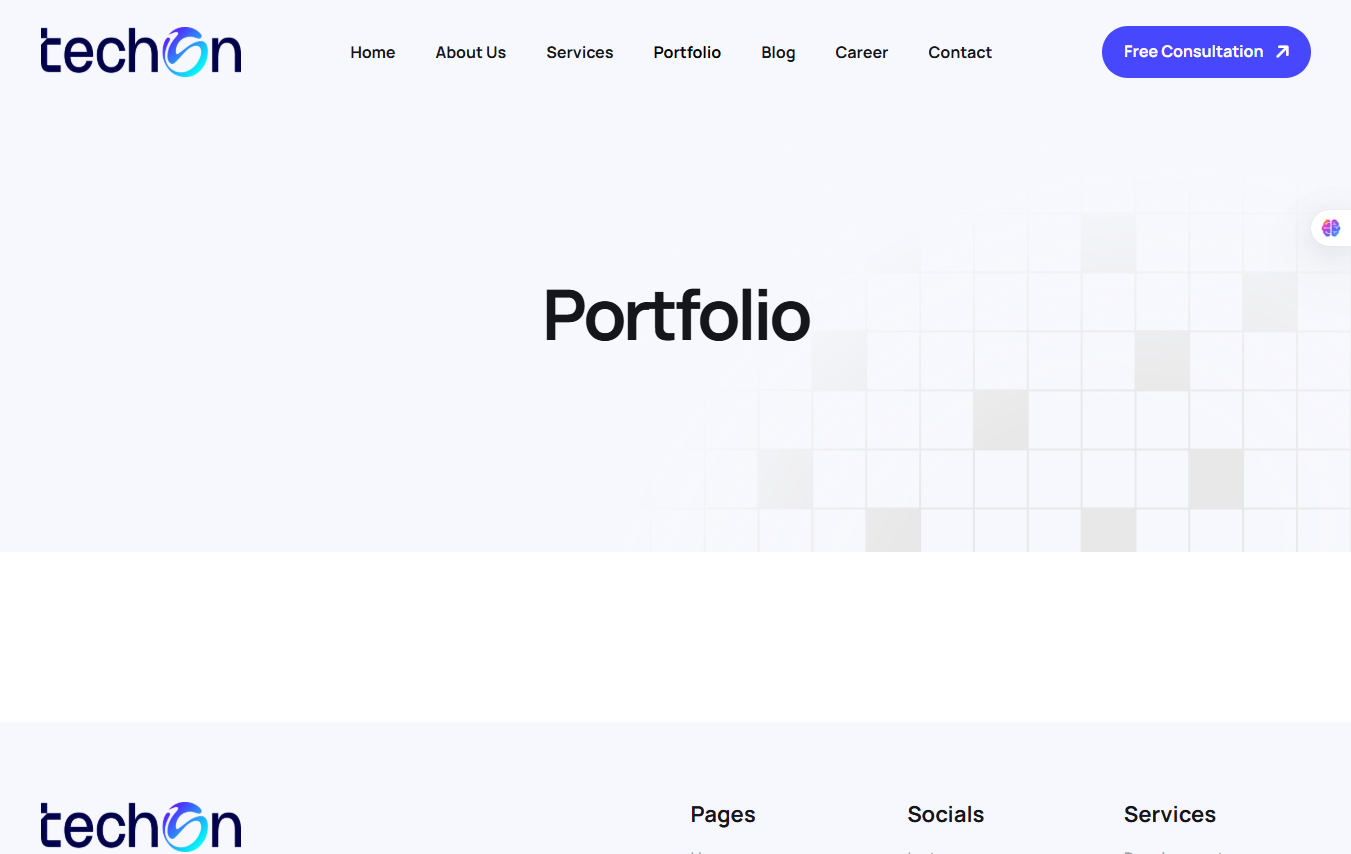 techOn
Home About Us Services Portfolio Blog Career Contact Free Consultation
Portfolio
techOn
Pages Socials Services